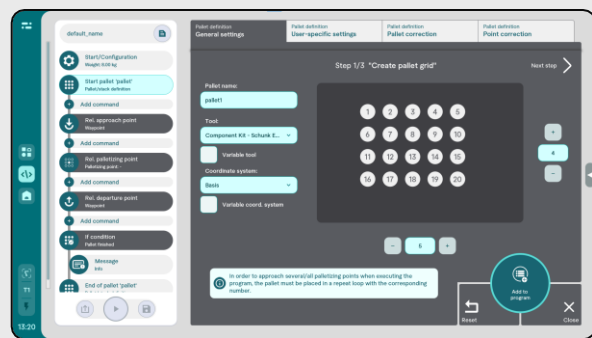 default_name
Start/Configuration
Weight: 0.00 kg
Start pallet 'pallet'
Pallet/stack definition
Add command
Rel. approach point
Waypoint
Add command
Rel. palletizing point
Palletizing point -
Add command
Rel. departure point
Waypoint
Add command
If condition
Pallet finished
Message
Info
End of pallet 'pallet'
T1
13:20
Pallet definition
General settings
Pallet definition
User-specific settings
Pallet definition
Pallet correction
Pallet definition
Point correction
Step 1/3 "Create pallet grid"
Next step
Pallet name:
pallet1
Tool:
Component Kit - Schunk E...
Variable tool
Coordinate system:
Basis
Variable coord. system
1 2 3 4 5
6 7 8 9 10
11 12 13 14 15
16 17 18 19 20
+
4
-
- 5 +
In order to approach several/all palletizing points when executing the
program, the pallet must be placed in a repeat loop with the corresponding
number.
Add to
program
Reset
Close